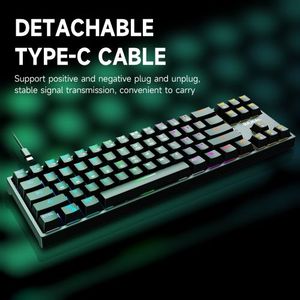 DETACHABLE
TYPE-C CABLE
Support positive and negative plug and unplug,
stable signal transmission, convenient to carry